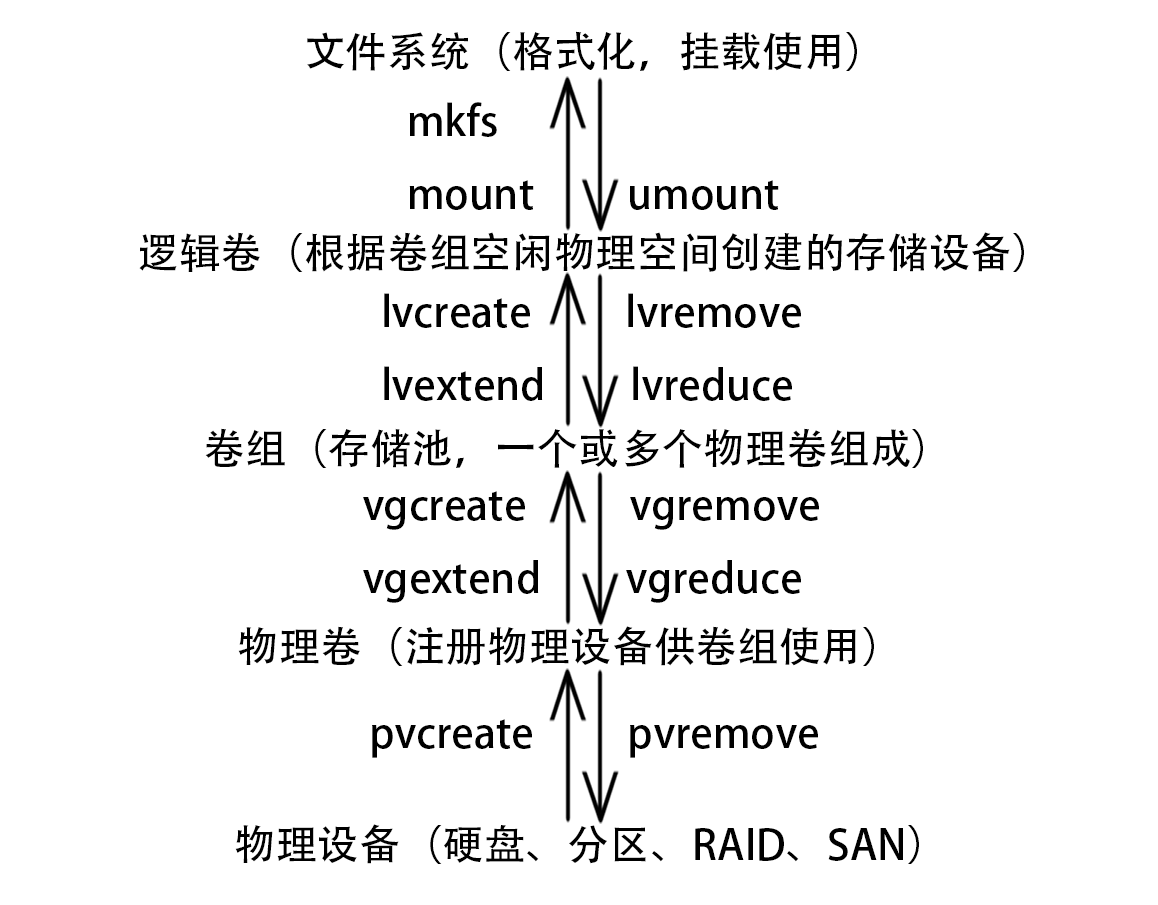 文件系统（格式化，挂载使用）
mkfs
mount umount
逻辑卷（根据卷组空闲物理空间创建的存储设备）
lvcreate lvremove
lvextend lvreduce
卷组（存储池，一个或多个物理卷组成）
vgcreate vgremove
vgextend vgreduce
物理卷（注册物理设备供卷组使用）
pvcreate pvremove
物理设备（硬盘、分区、RAID、SAN）